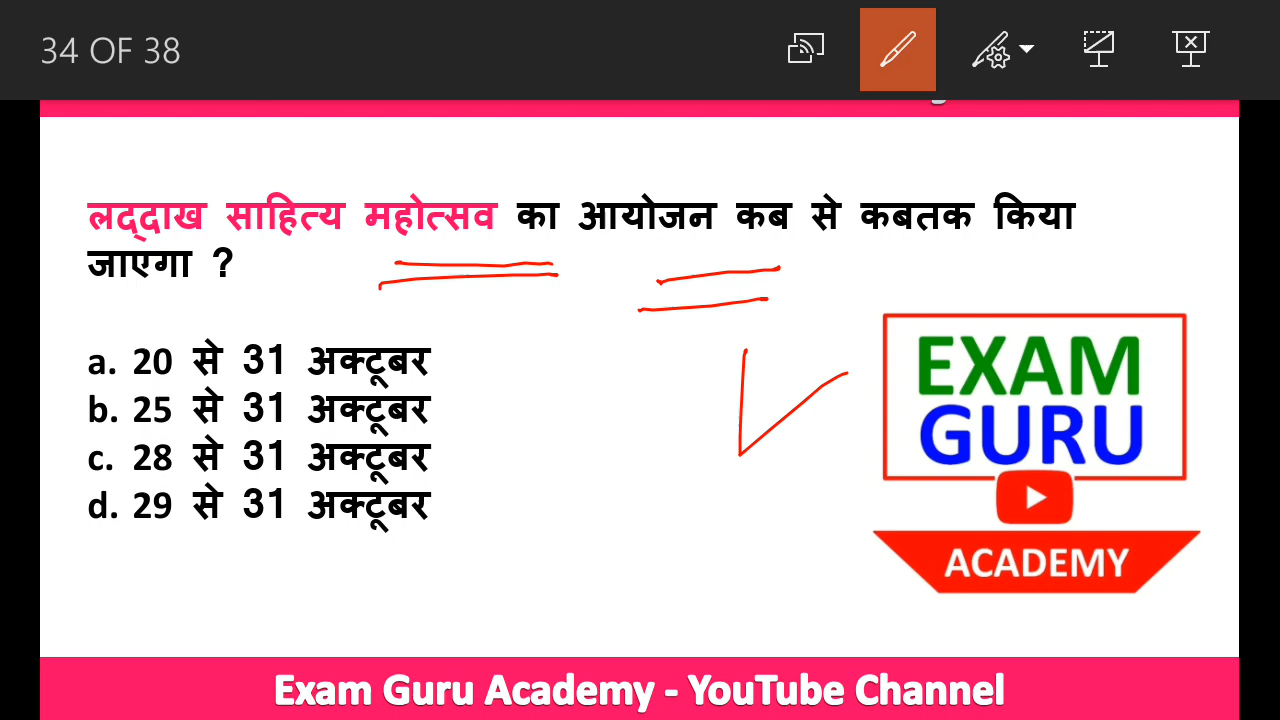 34 OF 38
लद्दाख साहित्य महोत्सव का आयोजन कब से कबतक किया
जाएगा ?
a. 20 से 31 अक्टूबर
b. 25 से 31 अक्टूबर
c. 28 से 31 अक्टूबर
d. 29 से 31 अक्टूबर
EXAM
GURU
ACADEMY
Exam Guru Academy - YouTube Channel